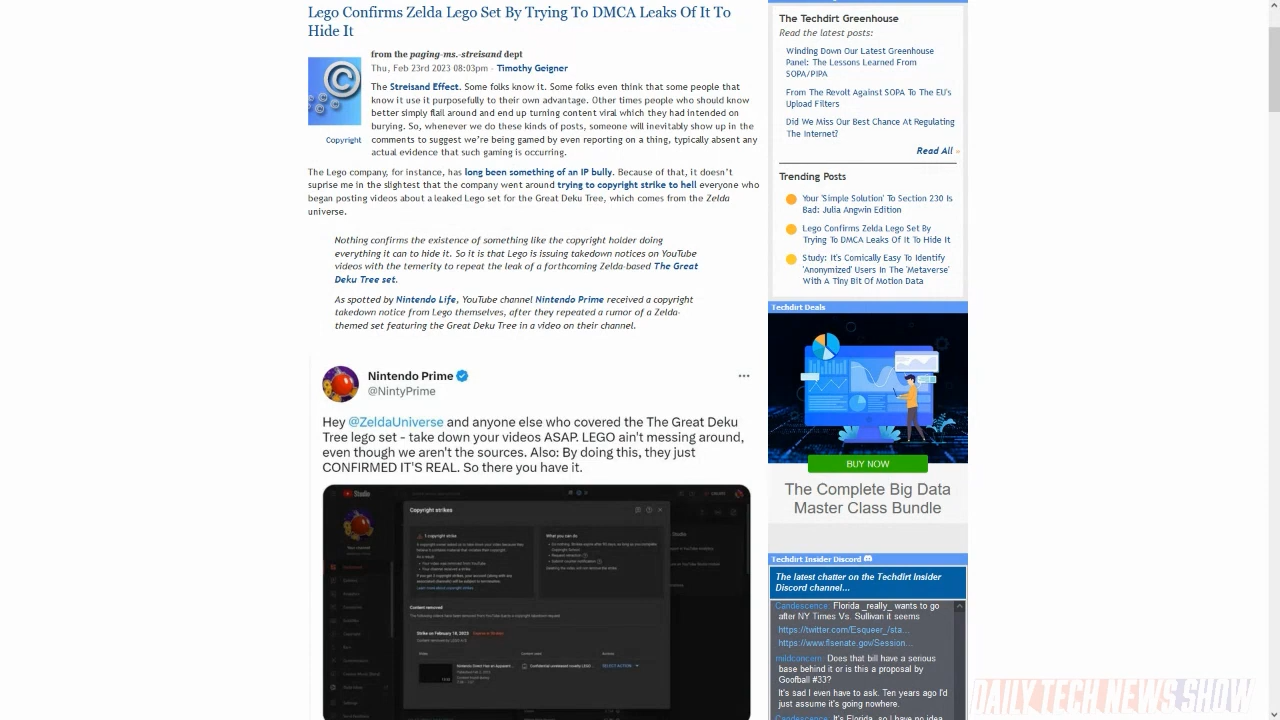 Lego Confirms Zelda Lego Set By Trying To DMCA Leaks Of It To
Hide It
from the paging-ms.-streisand dept
Thu, Feb 23rd 2023 08:03pm - Timothy Geigner
Copyright
The Streisand Effect. Some folks know it. Some folks even think that some people that
know it use it purposefully to their own advantage. Other times people who should know
better simply flail around and end up turning content viral which they had intended on
burying. So, whenever we do these kinds of posts, someone will inevitably show up in the
comments to suggest we're being gamed by even reporting on a thing, typically absent any
actual evidence that such gaming is occurring.
The Lego company, for instance, has long been something of an IP bully. Because of that, it doesn't
suprise me in the slightest that the company went around trying to copyright strike to hell everyone who
began posting videos about a leaked Lego set for the Great Deku Tree, which comes from the Zelda
universe.
Nothing confirms the existence of something like the copyright holder doing
everything it can to hide it. So it is that Lego is issuing takedown notices on YouTube
videos with the temerity to repeat the leak of a forthcoming Zelda-based The Great
Deku Tree set.
As spotted by Nintendo Life, YouTube channel Nintendo Prime received a copyright
takedown notice from Lego themselves, after they repeated a rumor of a Zelda-
themed set featuring the Great Deku Tree in a video on their channel.
Nintendo Prime
@NintyPrime
Hey @ZeldaUniverse and anyone else who covered the The Great Deku
Tree lego set - take down your videos ASAP. LEGO ain't messing around,
even though we aren't the sources. Also: By doing this, they just
CONFIRMED IT'S REAL. So there you have it.
Studio
Copyright strikes
1 copyright strike
What you can do
Content removed
Strike on February 18, 2023
SELECT ACTION
The Techdirt Greenhouse
Read the latest posts:
Winding Down Our Latest Greenhouse
Panel: The Lessons Learned From
SOPA/PIPA
From The Revolt Against SOPA To The EU's
Upload Filters
Did We Miss Our Best Chance At Regulating
The Internet?
Read All »
Trending Posts
Your 'Simple Solution' To Section 230 Is
Bad: Julia Angwin Edition
Lego Confirms Zelda Lego Set By
Trying To DMCA Leaks Of It To Hide It
Study: It's Comically Easy To Identify
'Anonymized' Users In The 'Metaverse'
With A Tiny Bit Of Motion Data
Techdirt Deals
BUY NOW
The Complete Big Data
Master Class Bundle
Techdirt Insider Discord
The latest chatter on the Techdirt Insider
Discord channel...
Candescence: Florida _really_ wants to go
after NY Times Vs. Sullivan it seems
https://twitter.com/Esqueer_/sta...
https://www.flsenate.gov/Session...
mildconcern: Does that bill have a serious
base behind it or is this a proposal by
Goofball #33?
It's sad I even have to ask. Ten years ago I'd
just assume it's going nowhere.
Candescence: It's Florida, so I have no idea